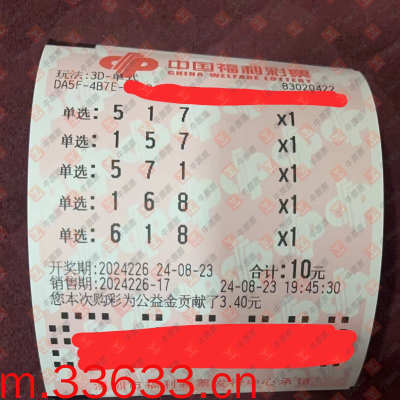 中国福利彩票
CHINA WELFARE LOTTERY
玩法:3D-单式
DA5F-4B7E- 83020422
单选: 5 1 7 x1
单选: 1 5 7 x1
单选: 5 7 1 x1
单选: 1 6 8 x1
单选: 6 1 8 x1
开奖期:2024226 24-08-23 合计:10元
销售期:2024226-17 24-08-23 19:45:30
您本次购彩为公益金贡献了3.40元
m.33633.cn